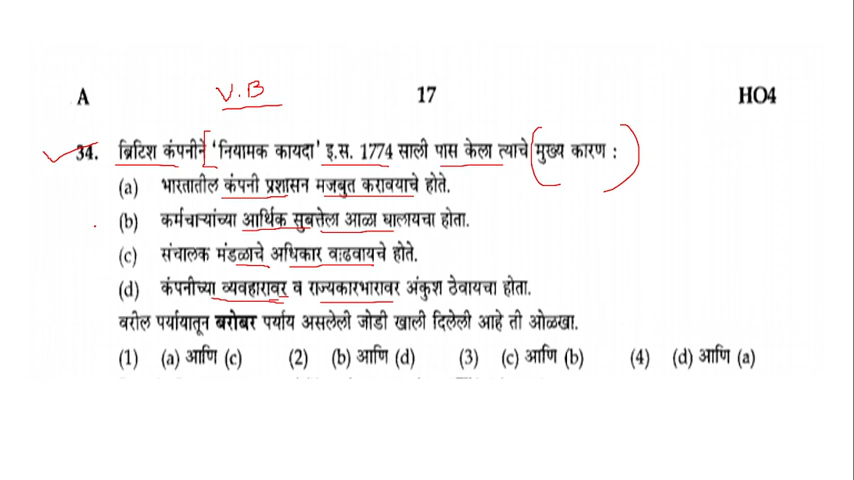 V.B
A 17 HO4
34. ब्रिटिश कंपनीने 'नियामक कायदा' इ.स. 1774 साली पास केला त्याचे मुख्य कारण :
(a) भारतातील कंपनी प्रशासन मजबुत करावयाचे होते.
(b) कर्मचाऱ्यांच्या आर्थिक सुबत्तेला आळा घालायचा होता.
(c) संचालक मंडळाचे अधिकार वाढवायचे होते.
(d) कंपनीच्या व्यवहारावर व राज्यकारभारावर अंकुश ठेवायचा होता.
वरील पर्यायातून बरोबर पर्याय असलेली जोडी खाली दिलेली आहे ती ओळखा.
(1) (a) आणि (c) (2) (b) आणि (d) (3) (c) आणि (b) (4) (d) आणि (a)